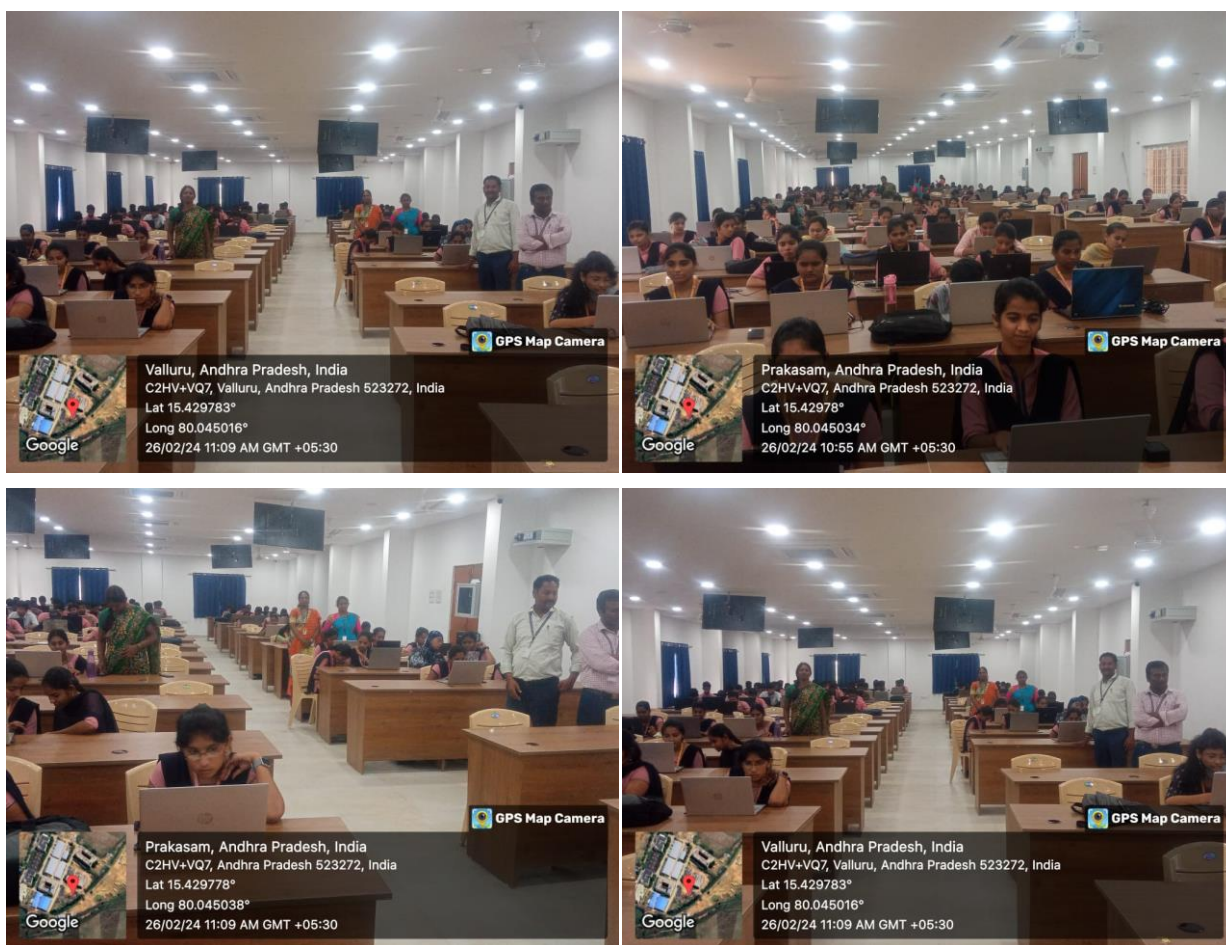 GPS Map Camera
Valluru, Andhra Pradesh, India
C2HV+VQ7, Valluru, Andhra Pradesh 523272, India
Lat 15.429783°
Long 80.045016°
26/02/24 11:09 AM GMT +05:30
Google
GPS Map Camera
Prakasam, Andhra Pradesh, India
C2HV+VQ7, Andhra Pradesh 523272, India
Lat 15.42978°
Long 80.045034°
26/02/24 10:55 AM GMT +05:30
Google
GPS Map Camera
Prakasam, Andhra Pradesh, India
C2HV+VQ7, Andhra Pradesh 523272, India
Lat 15.429778°
Long 80.045038°
26/02/24 11:09 AM GMT +05:30
Google
GPS Map Camera
Valluru, Andhra Pradesh, India
C2HV+VQ7, Valluru, Andhra Pradesh 523272, India
Lat 15.429783°
Long 80.045016°
26/02/24 11:09 AM GMT +05:30
Google